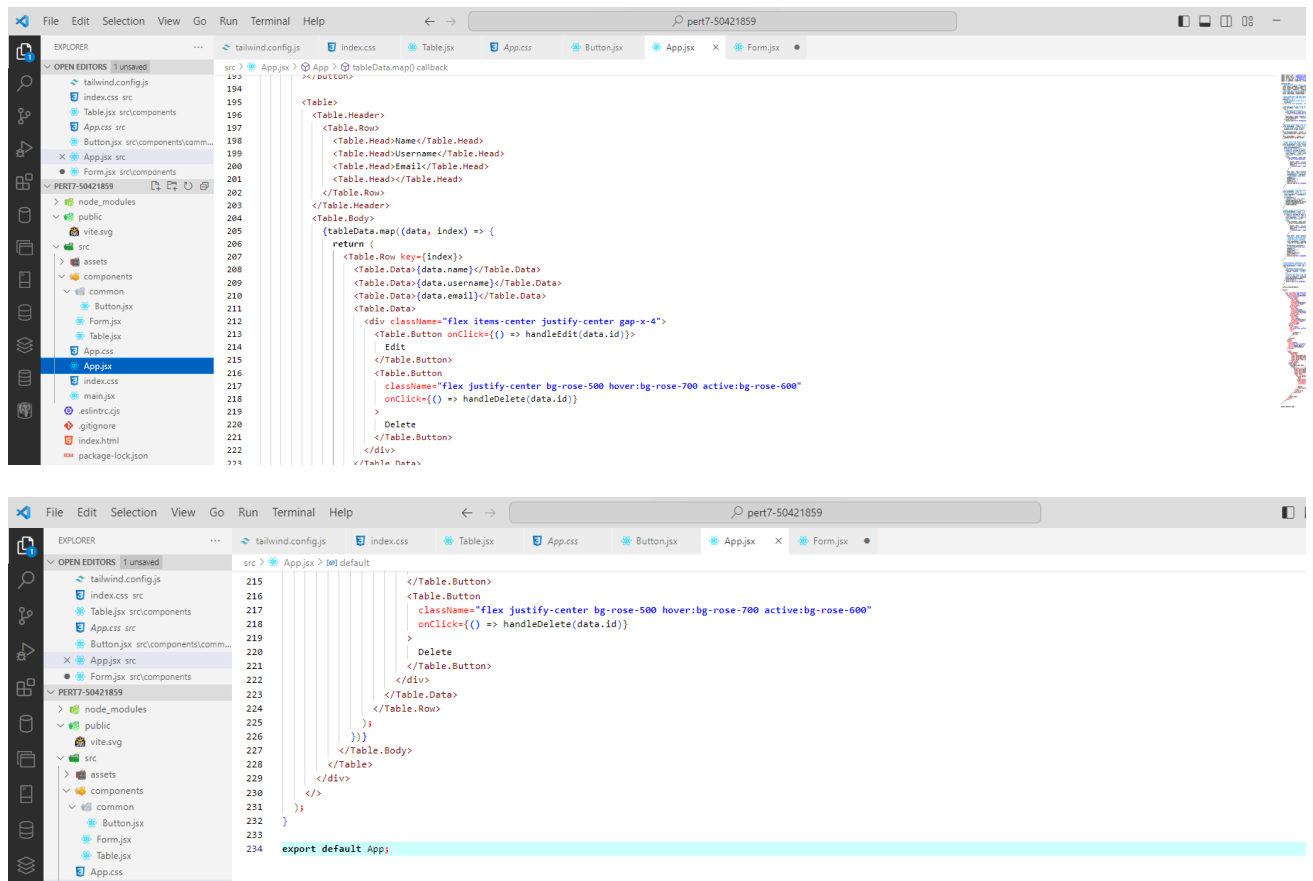 File Edit Selection View Go Run Terminal Help ← → pert7-50421859
EXPLORER ... tailwind.config.js index.css Table.jsx App.css Button.jsx App.jsx × Form.jsx ●
OPEN EDITORS 1 unsaved
tailwind.config.js
index.css src
Table.jsx src\components
App.css src
Button.jsx src\components\comm...
× App.jsx src
● Form.jsx src\components
PERT7-50421859
node_modules
public
vite.svg
src
assets
components
common
Button.jsx
Form.jsx
Table.jsx
App.css
App.jsx
index.css
main.jsx
.eslintrc.cjs
.gitignore
index.html
package-lock.json
src > App.jsx > App > tableData.map() callback
193 ></button>
194
195 <Table>
196 <Table.Header>
197 <Table.Row>
198 <Table.Head>Name</Table.Head>
199 <Table.Head>Username</Table.Head>
200 <Table.Head>Email</Table.Head>
201 <Table.Head></Table.Head>
202 </Table.Row>
203 </Table.Header>
204 <Table.Body>
205 {tableData.map((data, index) => {
206 return (
207 <Table.Row key={index}>
208 <Table.Data>{data.name}</Table.Data>
209 <Table.Data>{data.username}</Table.Data>
210 <Table.Data>{data.email}</Table.Data>
211 <Table.Data>
212 <div className="flex items-center justify-center gap-x-4">
213 <Table.Button onClick={() => handleEdit(data.id)}>
214 Edit
215 </Table.Button>
216 <Table.Button
217 className="flex justify-center bg-rose-500 hover:bg-rose-700 active:bg-rose-600"
218 onClick={() => handleDelete(data.id)}
219 >
220 Delete
221 </Table.Button>
222 </div>
223 </Table.Data>
File Edit Selection View Go Run Terminal Help ← → pert7-50421859
EXPLORER ... tailwind.config.js index.css Table.jsx App.css Button.jsx App.jsx × Form.jsx ●
OPEN EDITORS 1 unsaved
tailwind.config.js
index.css src
Table.jsx src\components
App.css src
Button.jsx src\components\comm...
× App.jsx src
● Form.jsx src\components
PERT7-50421859
node_modules
public
vite.svg
src
assets
components
common
Button.jsx
Form.jsx
Table.jsx
App.css
src > App.jsx > default
215 </Table.Button>
216 <Table.Button
217 className="flex justify-center bg-rose-500 hover:bg-rose-700 active:bg-rose-600"
218 onClick={() => handleDelete(data.id)}
219 >
220 Delete
221 </Table.Button>
222 </div>
223 </Table.Data>
224 </Table.Row>
225 );
226 })}
227 </Table.Body>
228 </Table>
229 </div>
230 </>
231 );
232 }
233
234 export default App;